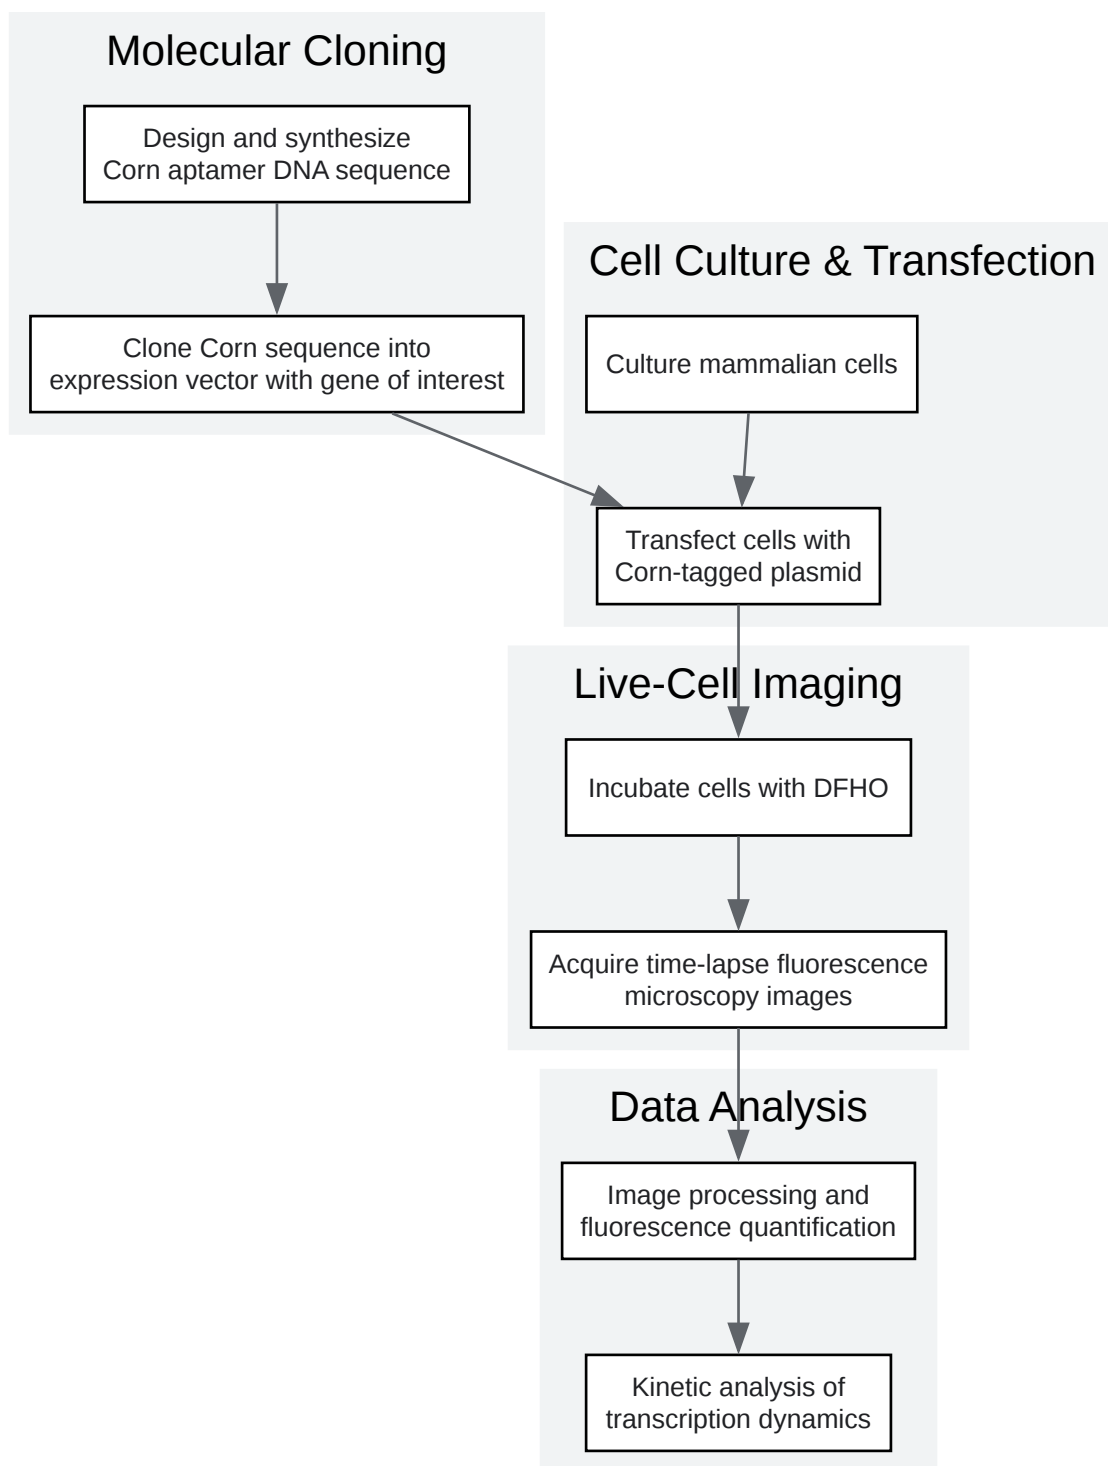 Molecular Cloning
Design and synthesize
Corn aptamer DNA sequence
Clone Corn sequence into
expression vector with gene of interest
Cell Culture & Transfection
Culture mammalian cells
Transfect cells with
Corn-tagged plasmid
Live-Cell Imaging
Incubate cells with DFHO
Acquire time-lapse fluorescence
microscopy images
Data Analysis
Image processing and
fluorescence quantification
Kinetic analysis of
transcription dynamics